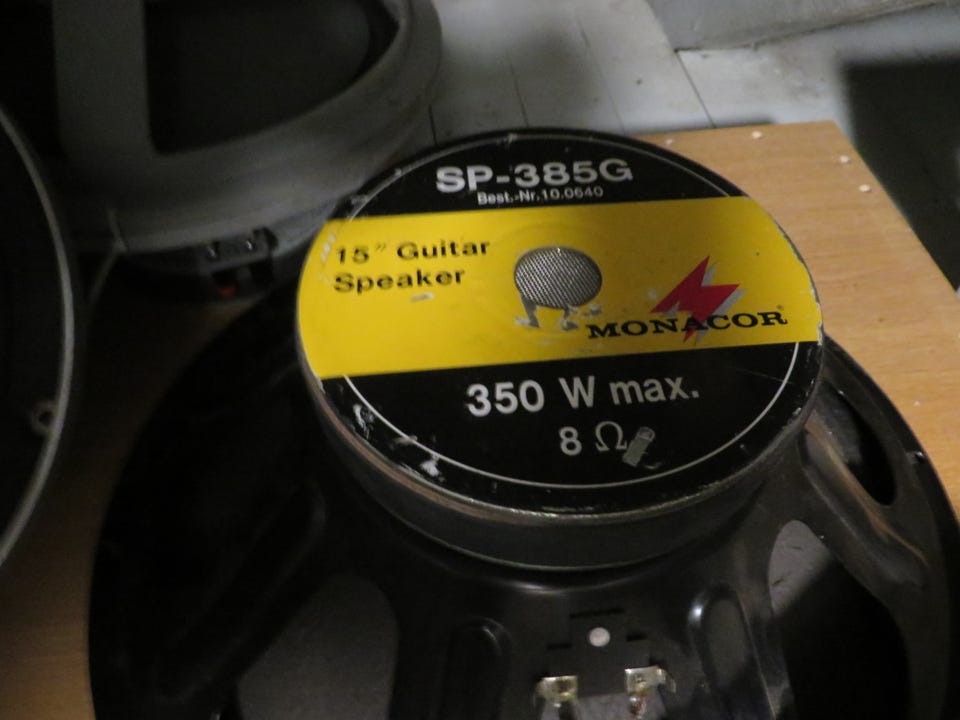 SP-385G
Best.-Nr.10.0640
15" Guitar
Speaker
MONACOR®
350 W max.
8 Ω